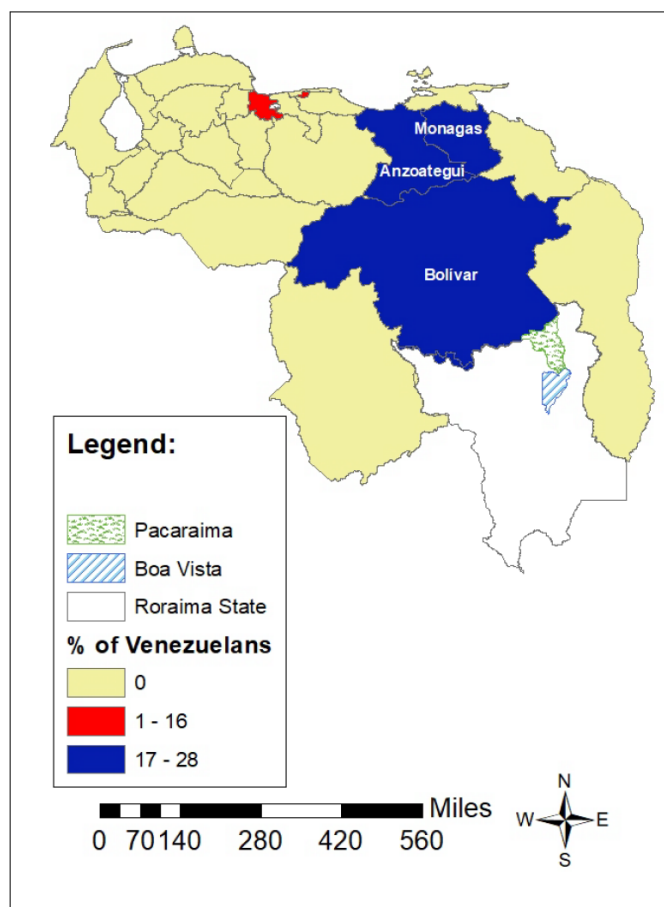 Monagas
Anzoategui
Bolivar
Legend:
Pacaraima
Boa Vista
Roraima State
% of Venezuelans
0
1 - 16
17 - 28
Miles
0 70 140 280 420 560
N
W E
S